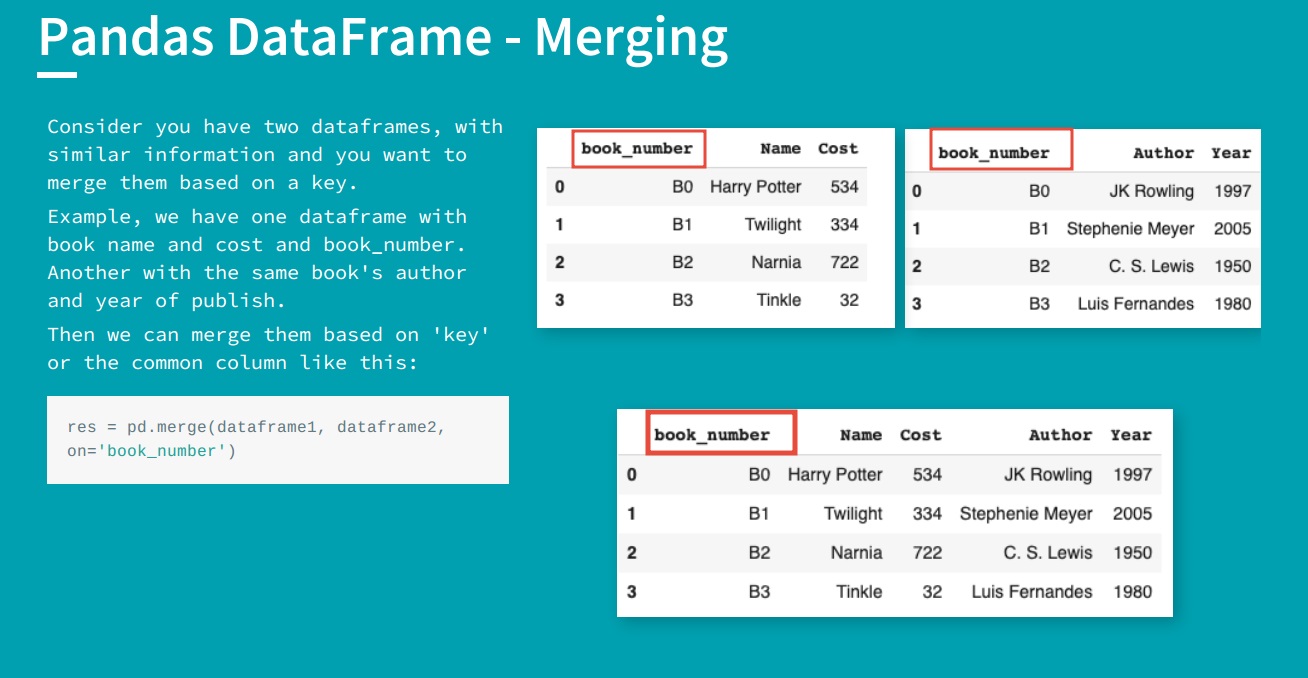 Pandas DataFrame - Merging
Consider you have two dataframes, with
similar information and you want to
merge them based on a key.
Example, we have one dataframe with
book name and cost and book_number.
Another with the same book's author
and year of publish.
Then we can merge them based on 'key'
or the common column like this:
res = pd.merge(dataframe1, dataframe2,
on='book_number')
book_number Name Cost
0 B0 Harry Potter 534
1 B1 Twilight 334
2 B2 Narnia 722
3 B3 Tinkle 32
book_number Author Year
0 B0 JK Rowling 1997
1 B1 Stephenie Meyer 2005
2 B2 C. S. Lewis 1950
3 B3 Luis Fernandes 1980
book_number Name Cost Author Year
0 B0 Harry Potter 534 JK Rowling 1997
1 B1 Twilight 334 Stephenie Meyer 2005
2 B2 Narnia 722 C. S. Lewis 1950
3 B3 Tinkle 32 Luis Fernandes 1980